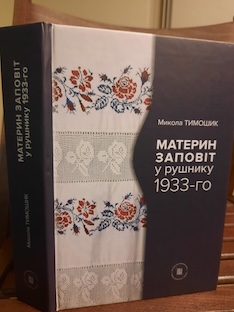 Микола ТИМОШИК
МАТЕРИН
ЗАПОВІТ
у рушнику
1933-го
МАТЕРИН ЗАПОВІТ
у рушнику 1933-го
Микола ТИМОШИК